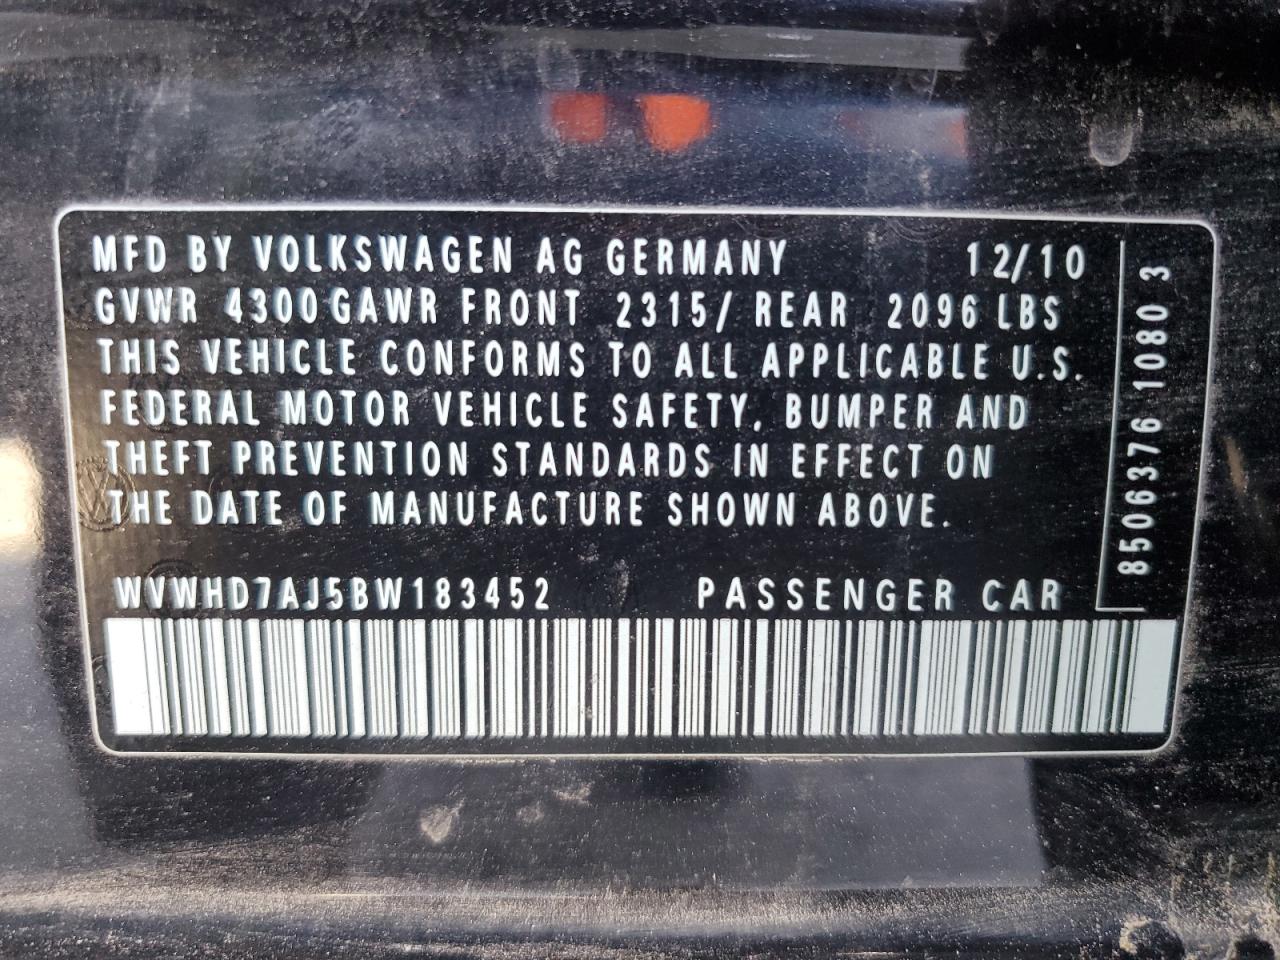 MFD BY VOLKSWAGEN AG GERMANY 12/10
GVWR 4300 GAWR FRONT 2315/ REAR 2096 LBS
THIS VEHICLE CONFORMS TO ALL APPLICABLE U.S.
FEDERAL MOTOR VEHICLE SAFETY, BUMPER AND
THEFT PREVENTION STANDARDS IN EFFECT ON
THE DATE OF MANUFACTURE SHOWN ABOVE.
WVWHD7AJ5BW183452 PASSENGER CAR
8506376 1080 3